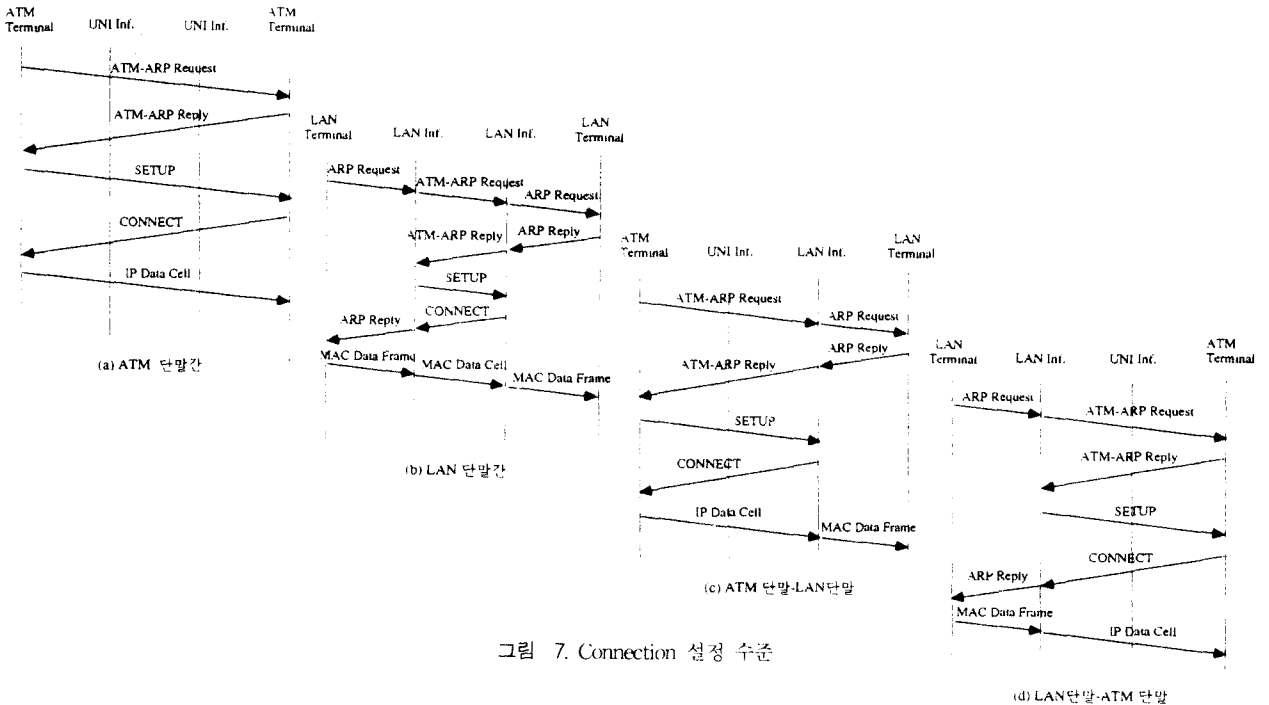 ATM Terminal
UNI Inf.
UNI Inf.
ATM Terminal
ATM-ARP Request
ATM-ARP Reply
SETUP
CONNECT
IP Data Cell
(a) ATM 단말간
LAN Terminal
LAN Inf.
LAN Inf.
LAN Terminal
ARP Request
ATM-ARP Request
ARP Request
ARP Reply
ATM-ARP Reply
SETUP
CONNECT
ARP Reply
MAC Data Frame
MAC Data Cell
MAC Data Frame
(b) LAN 단말간
ATM Terminal
UNI Inf.
LAN Inf.
LAN Terminal
ATM-ARP Request
ARP Request
ARP Reply
ATM-ARP Reply
SETUP
CONNECT
IP Data Cell
MAC Data Frame
(c) ATM 단말-LAN단말
LAN Terminal
LAN Inf.
UNI Inf.
ATM Terminal
ARP Request
ATM-ARP Request
ATM-ARP Reply
SETUP
CONNECT
ARP Reply
MAC Data Frame
IP Data Cell
(d) LAN단말-ATM 단말
그림 7. Connection 설정 수준